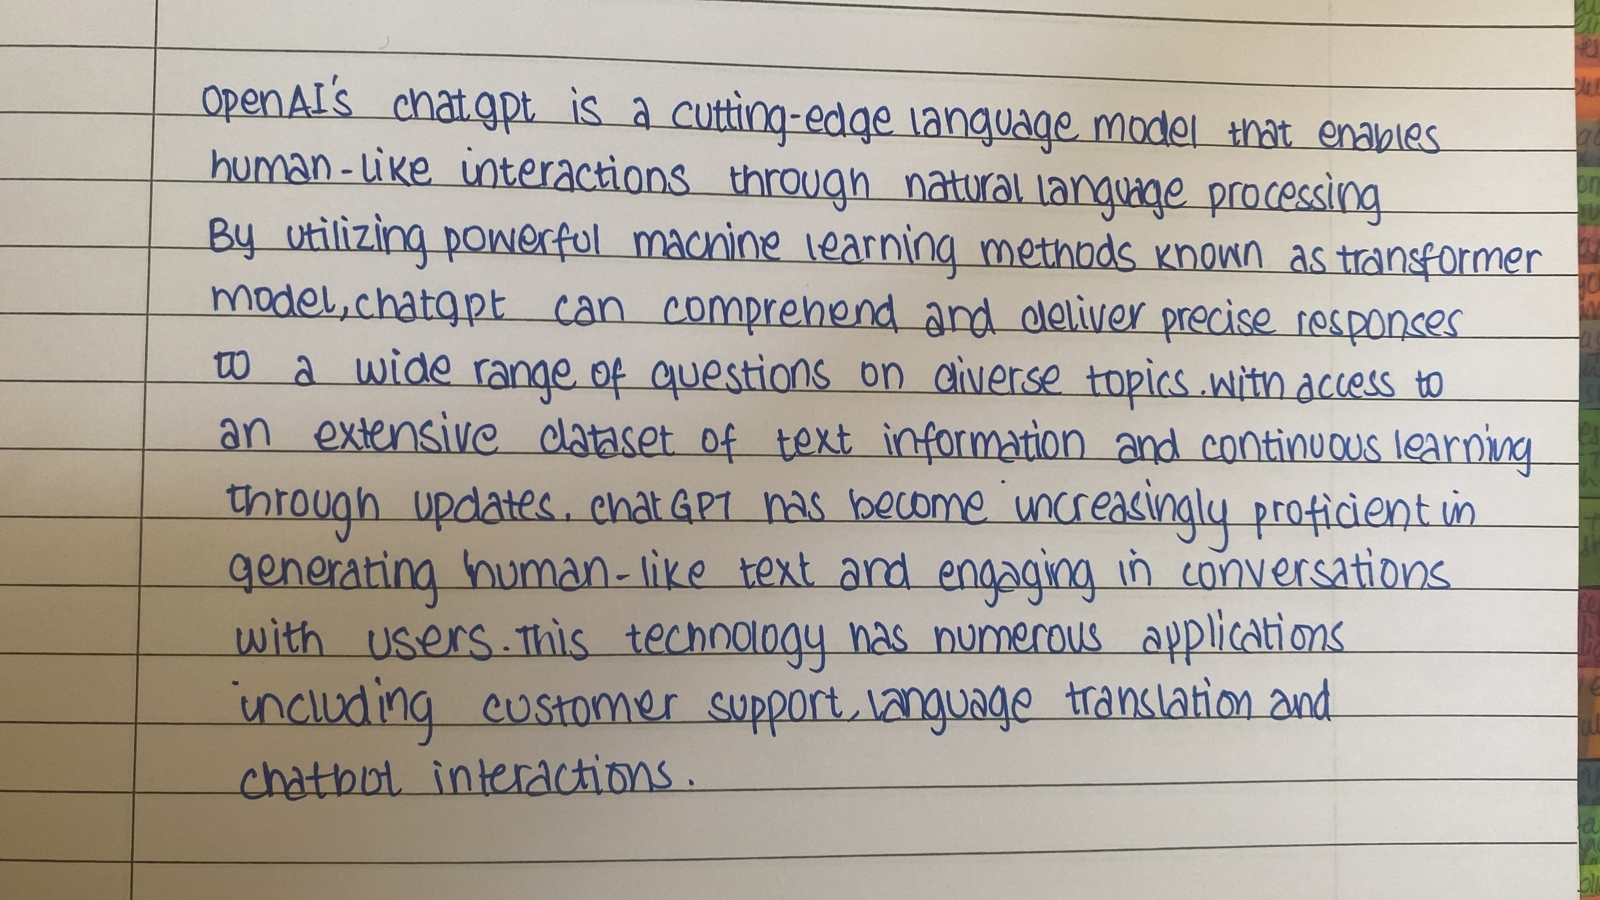 OpenAI's chatgpt is a cutting-edge language model that enables
human-like interactions through natural language processing
By utilizing powerful machine learning methods known as transformer
model, chatgpt can comprehend and deliver precise responses
to a wide range of questions on diverse topics. with access to
an extensive dataset of text information and continuous learning
through updates. chatGPT has become increasingly proficient in
generating human-like text and engaging in conversations
with users. This technology has numerous applications
including customer support, language translation and
chatbot interactions.